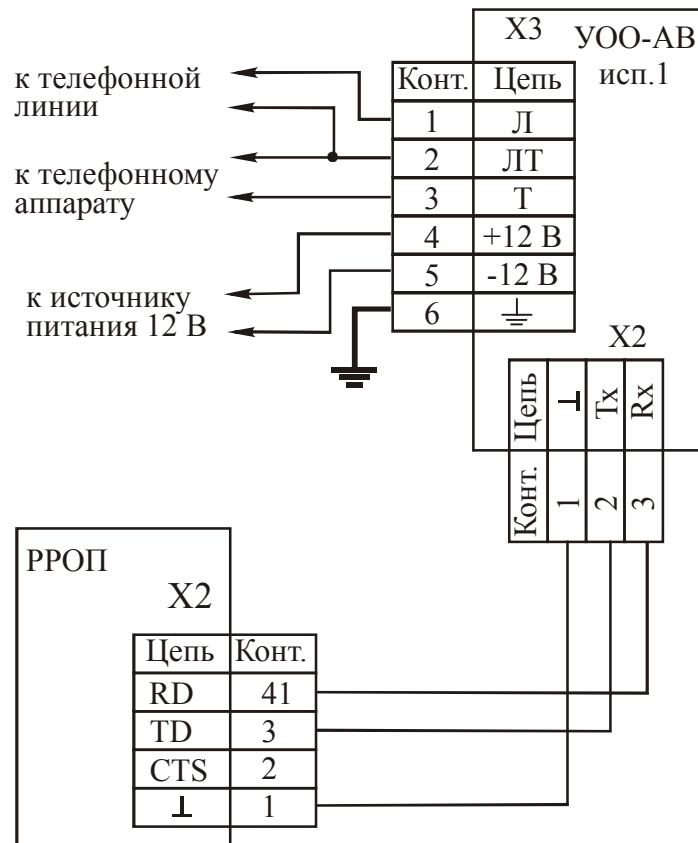 X3 УОО-АВ
исп.1
к телефонной
линии
к телефонному
аппарату
к источнику
питания 12 В
Конт. Цепь
1 Л
2 ЛТ
3 Т
4 +12 В
5 -12 В
6
X2
Цепь Tx Rx
Конт. 1 2 3
РРОП
X2
Цепь Конт.
RD 41
TD 3
CTS 2
1